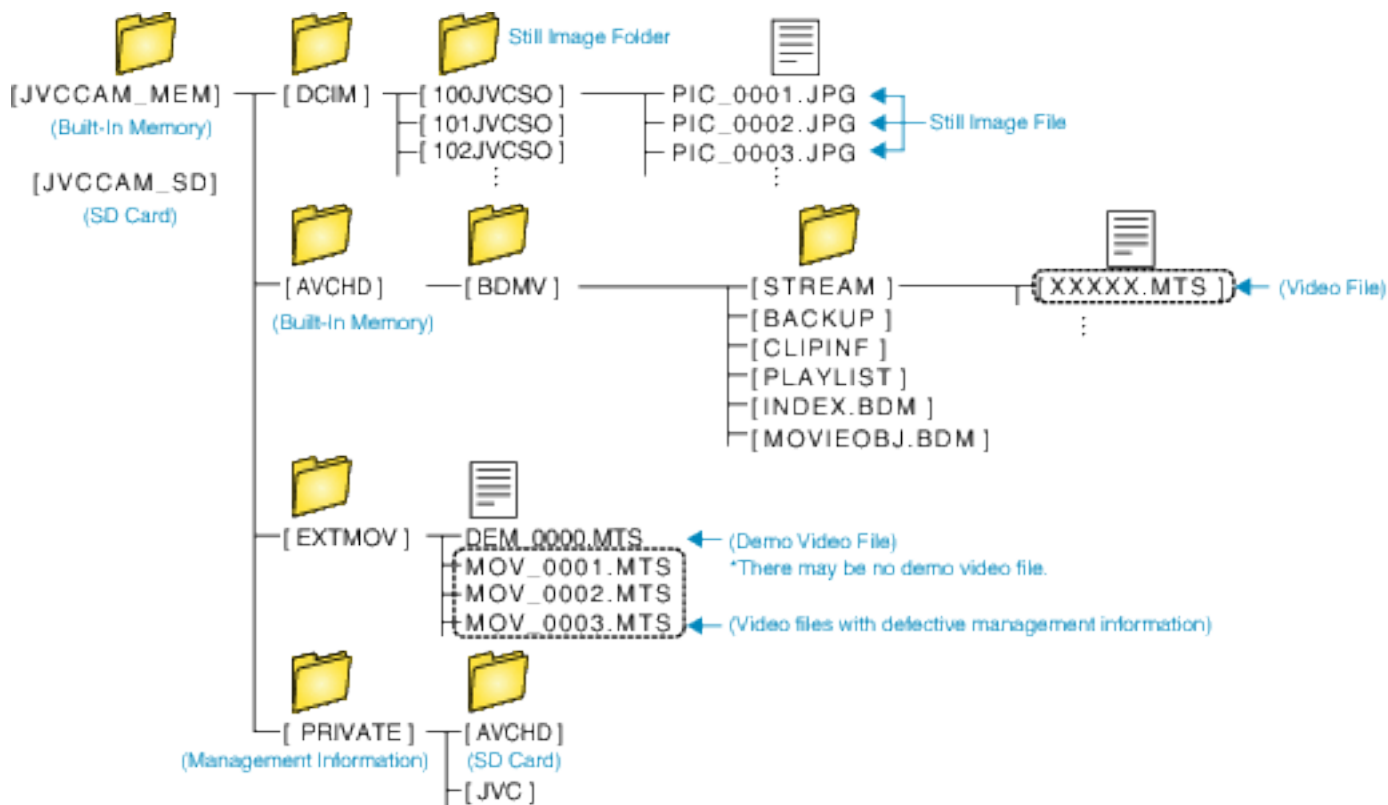 Still Image Folder
[JVCCAM_MEM]
[ DCIM ]
[ 100JVCSO ]
PIC_0001.JPG
(Built-In Memory)
[ 101JVCSO ]
PIC_0002.JPG
Still Image File
[ 102JVCSO ]
PIC_0003.JPG
[JVCCAM_SD]
(SD Card)
[ AVCHD ]
[ BDMV ]
[ STREAM ]
[ XXXXX.MTS ]
(Video File)
(Built-In Memory)
[ BACKUP ]
[ CLIPINF ]
[ PLAYLIST ]
[ INDEX.BDM ]
[ MOVIEOBJ.BDM ]
[ EXTMOV ]
DEM_0000.MTS
(Demo Video File)
MOV_0001.MTS
*There may be no demo video file.
MOV_0002.MTS
MOV_0003.MTS
(Video files with defective management information)
[ PRIVATE ]
[ AVCHD ]
(Management Information)
(SD Card)
[ JVC ]